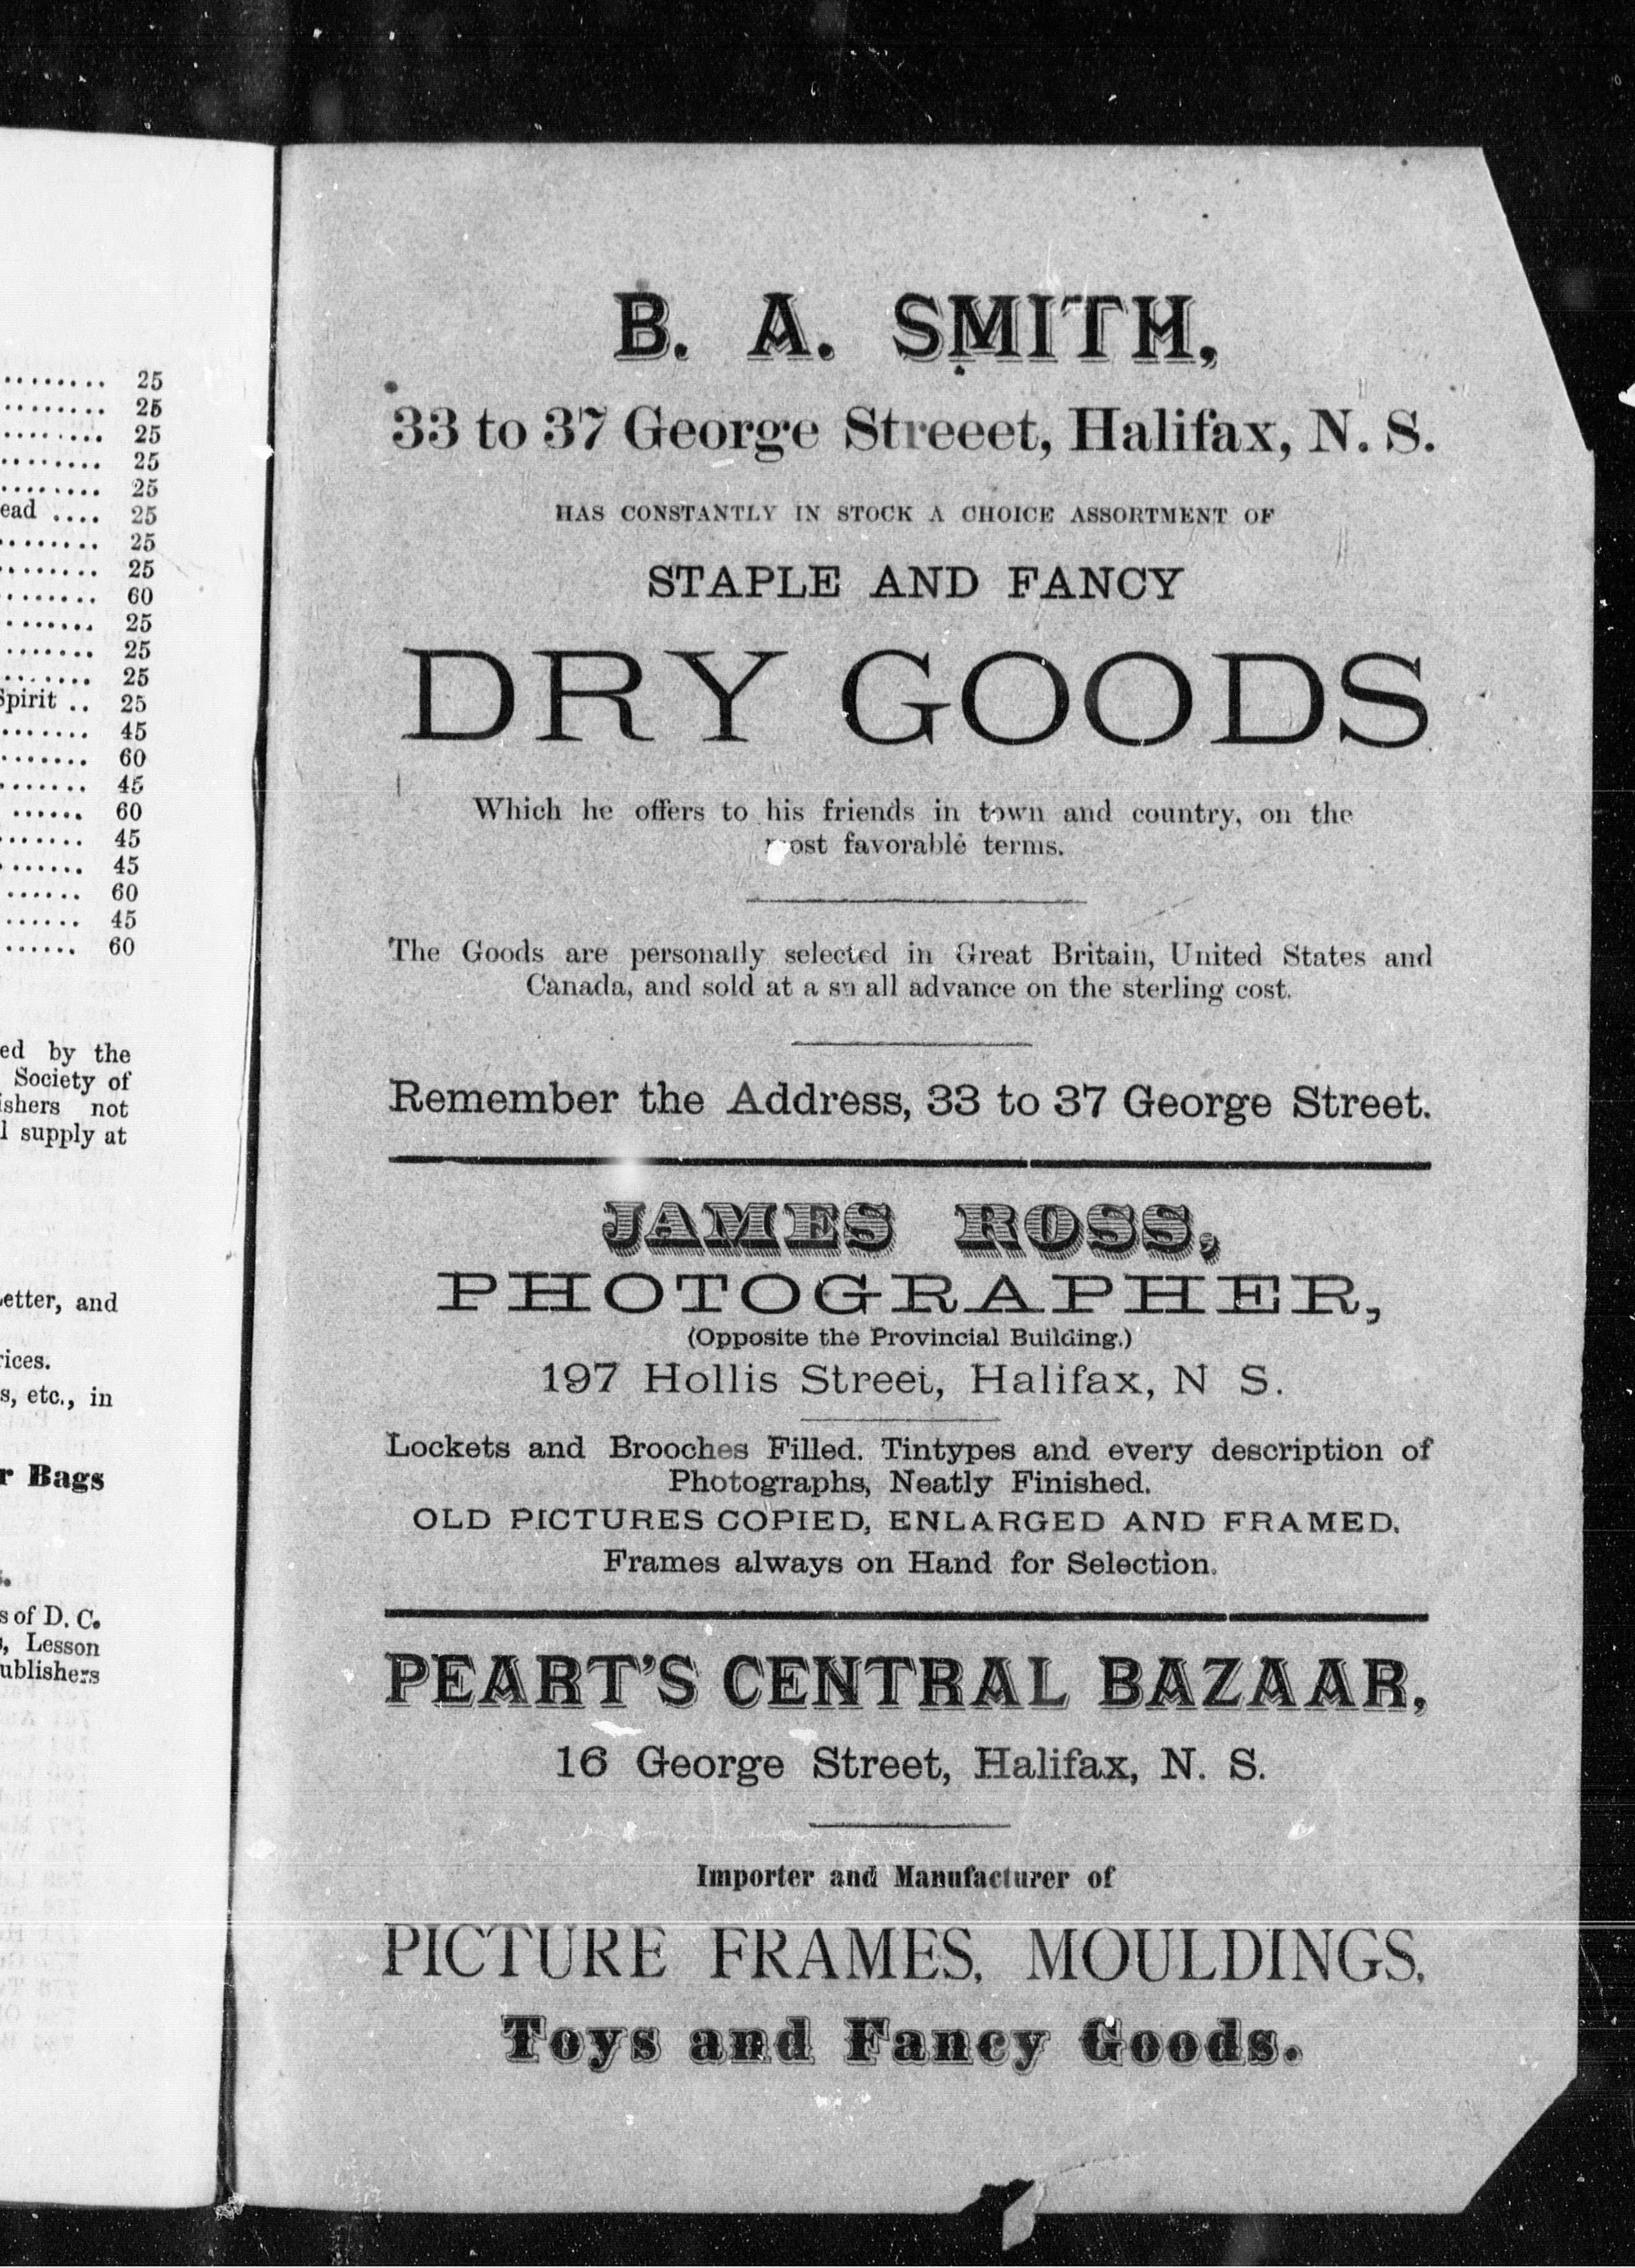 25
25
25
25
25
ead .... 25
25
25
60
25
25
25
Spirit .. 25
45
60
45
60
45
45
60
45
60
ed by the
Society of
ishers not
l supply at
Letter, and
rices.
s, etc., in
r Bags
s of D. C.
s, Lesson
ublishers
B. A. SMITH,
33 to 37 George Streeet, Halifax, N. S.
HAS CONSTANTLY IN STOCK A CHOICE ASSORTMENT OF
STAPLE AND FANCY
DRY GOODS
Which he offers to his friends in town and country, on the
most favorable terms.
The Goods are personally selected in Great Britain, United States and
Canada, and sold at a small advance on the sterling cost.
Remember the Address, 33 to 37 George Street.
JAMES ROSS,
PHOTOGRAPHER,
(Opposite the Provincial Building.)
197 Hollis Street, Halifax, N S.
Lockets and Brooches Filled. Tintypes and every description of
Photographs, Neatly Finished.
OLD PICTURES COPIED, ENLARGED AND FRAMED.
Frames always on Hand for Selection.
PEART'S CENTRAL BAZAAR,
16 George Street, Halifax, N. S.
Importer and Manufacturer of
PICTURE FRAMES, MOULDINGS,
Toys and Fancy Goods.